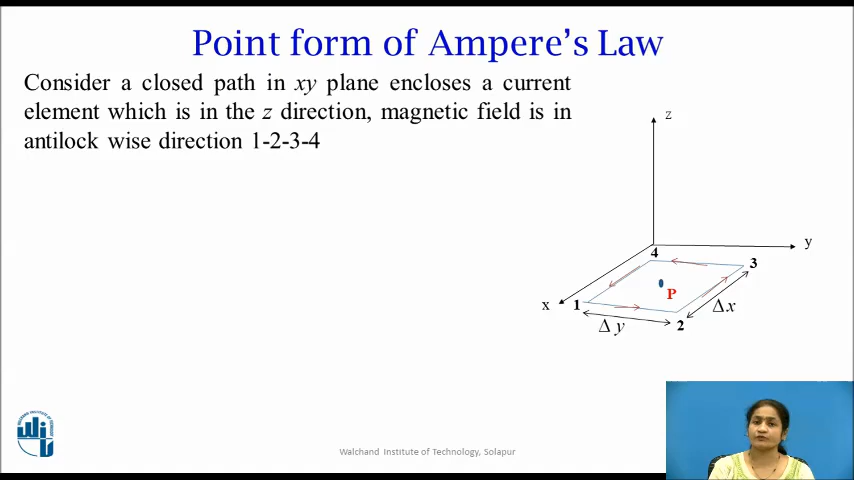 Point form of Ampere's Law
Consider a closed path in xy plane encloses a current
element which is in the z direction, magnetic field is in
antilock wise direction 1-2-3-4
z
y
4
3
P
x
1
Δx
Δ y
2
Walchand Institute of Technology, Solapur